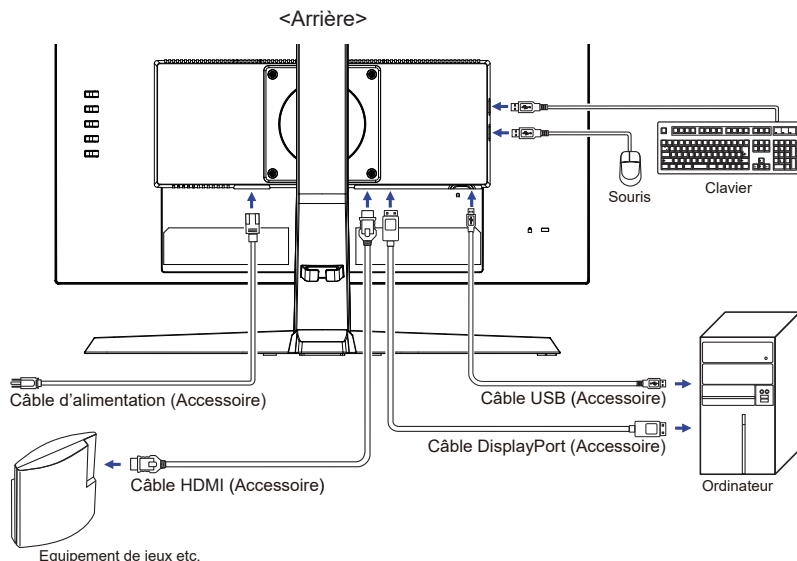 <Arrière>
Souris
Clavier
Câble d’alimentation (Accessoire)
Câble USB (Accessoire)
Câble DisplayPort (Accessoire)
Câble HDMI (Accessoire)
Ordinateur
Equipement de jeux etc.